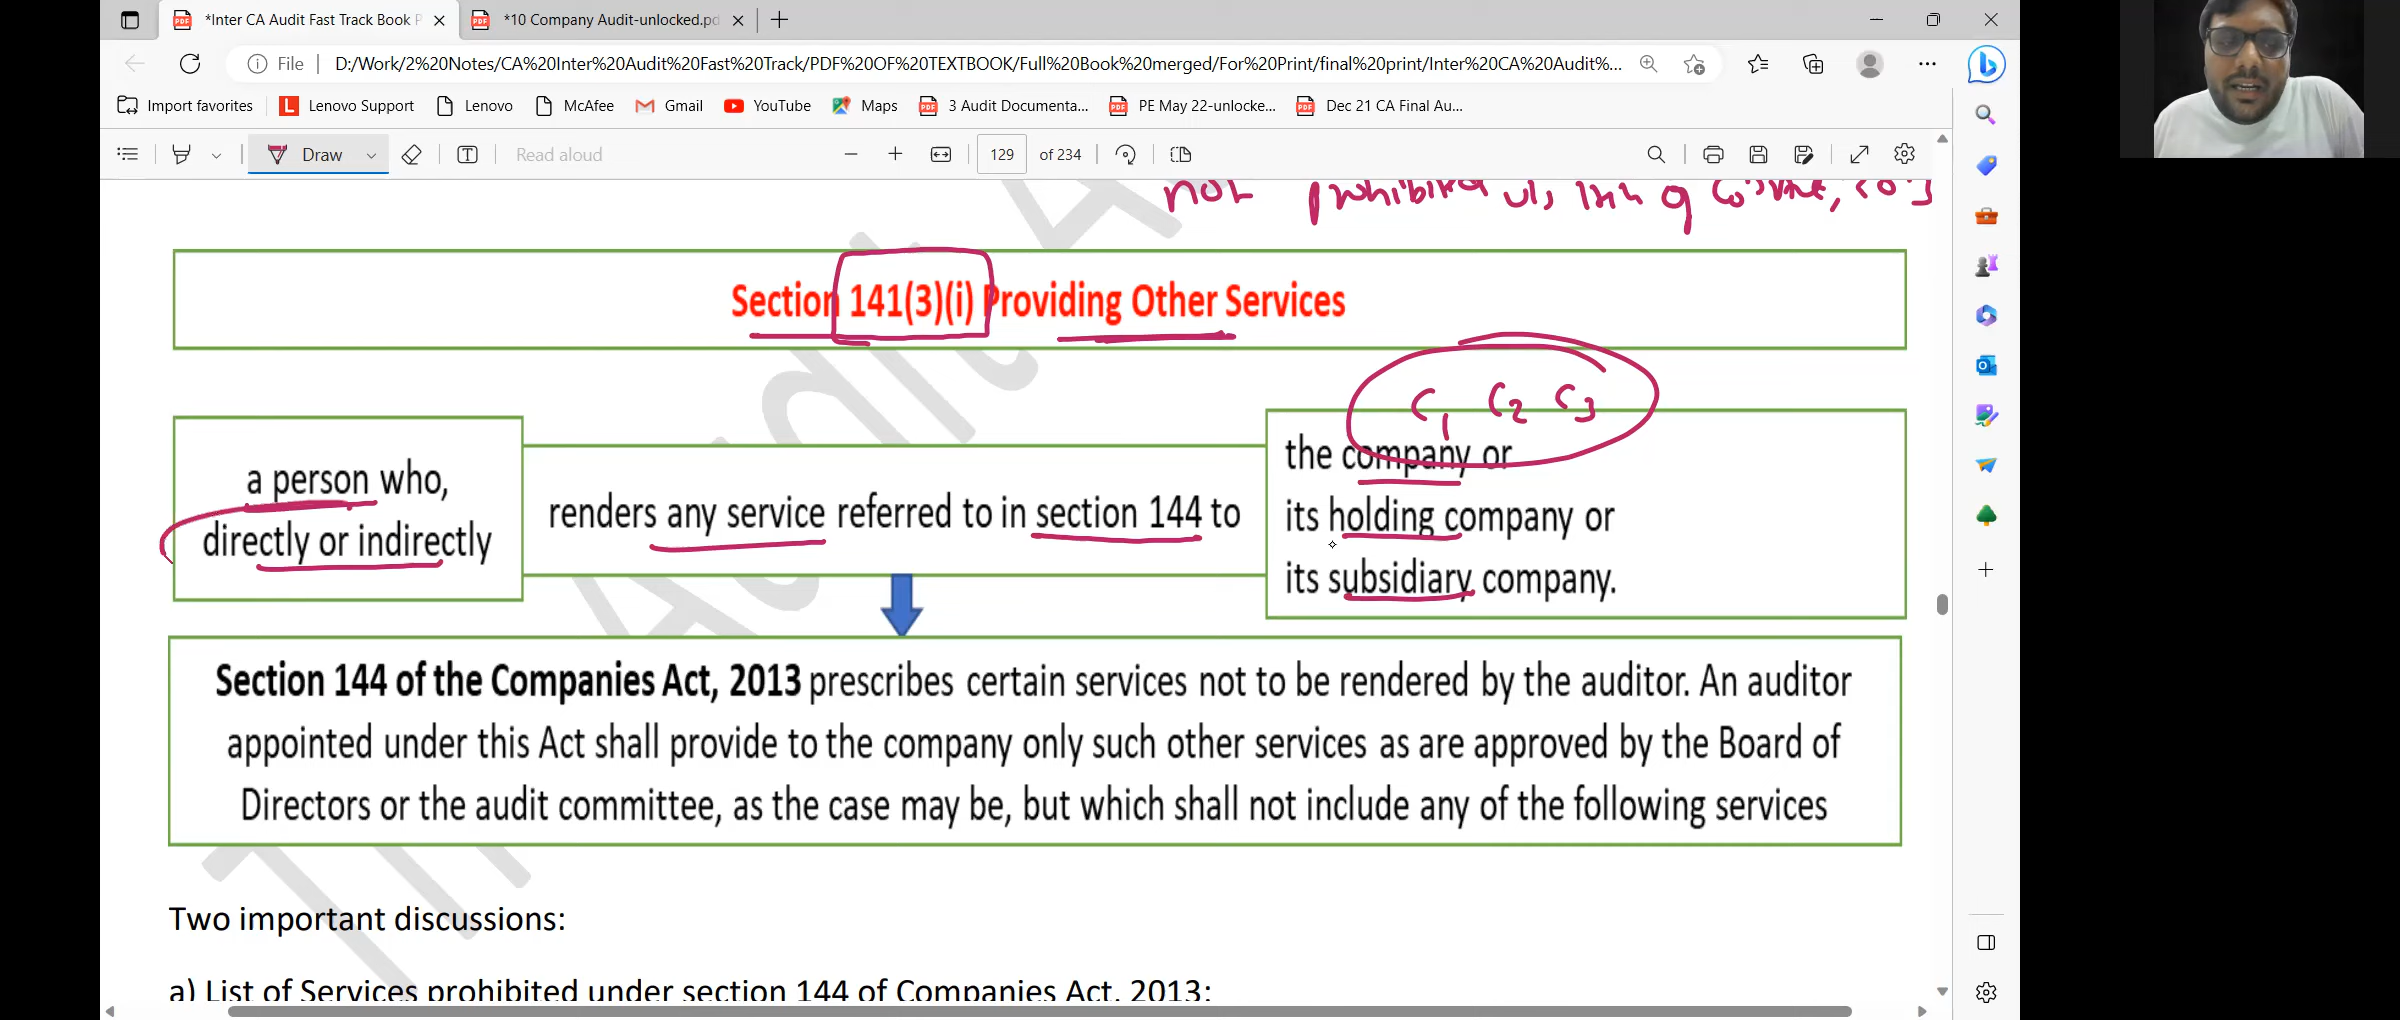 *Inter CA Audit Fast Track Book P
*10 Company Audit-unlocked.pd
File
D:/Work/2%20Notes/CA%20Inter%20Audit%20Fast%20Track/PDF%20OF%20TEXTBOOK/Full%20Book%20merged/For%20Print/final%20print/Inter%20CA%20Audit%...
Import favorites
Lenovo Support
Lenovo
McAfee
Gmail
YouTube
Maps
3 Audit Documenta...
PE May 22-unlocke...
Dec 21 CA Final Au...
Draw
Read aloud
129 of 234
not prohibited
Section 141(3)(i) Providing Other Services
C1 C2 C3
a person who,
directly or indirectly
renders any service referred to in section 144 to
the company or
its holding company or
its subsidiary company.
Section 144 of the Companies Act, 2013 prescribes certain services not to be rendered by the auditor. An auditor
appointed under this Act shall provide to the company only such other services as are approved by the Board of
Directors or the audit committee, as the case may be, but which shall not include any of the following services
Two important discussions:
a) List of Services prohibited under section 144 of Companies Act, 2013: